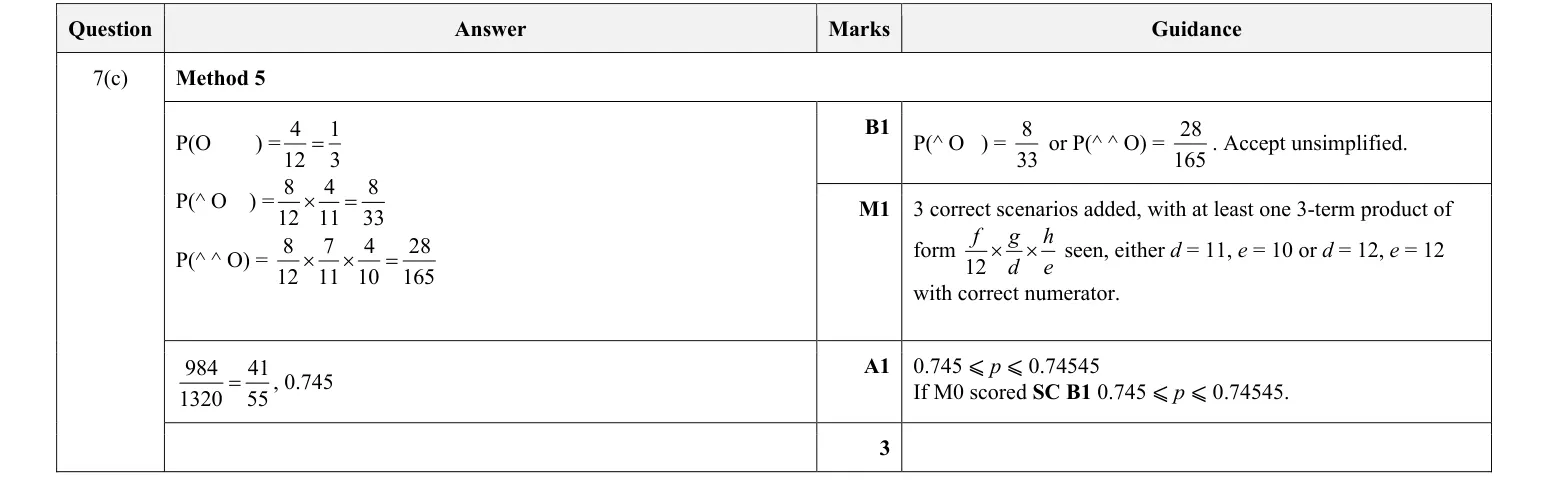 Question Answer Marks Guidance
7(c) Method 5
P(O ) = 4/12 = 1/3
P(^ O ) = 8/12 × 4/11 = 8/33
P(^ ^ O) = 8/12 × 7/11 × 4/10 = 28/165
B1 P(^ O ) = 8/33 or P(^ ^ O) = 28/165 . Accept unsimplified.
M1 3 correct scenarios added, with at least one 3-term product of
form f/12 × g/d × h/e seen, either d = 11, e = 10 or d = 12, e = 12
with correct numerator.
984/1320 = 41/55 , 0.745 A1 0.745 ⩽ p ⩽ 0.74545
If M0 scored SC B1 0.745 ⩽ p ⩽ 0.74545.
3